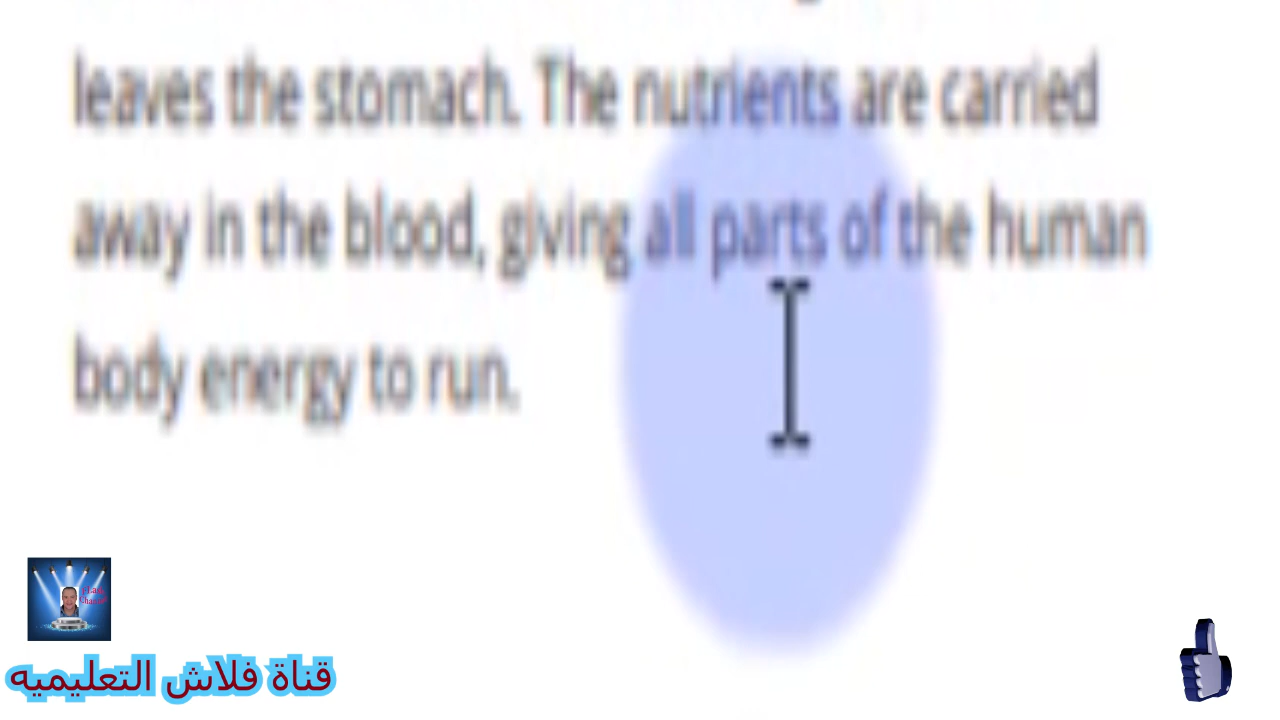 leaves the stomach. The nutrients are carried
away in the blood, giving all parts of the human
body energy to run.
قناة فلاش التعليميه